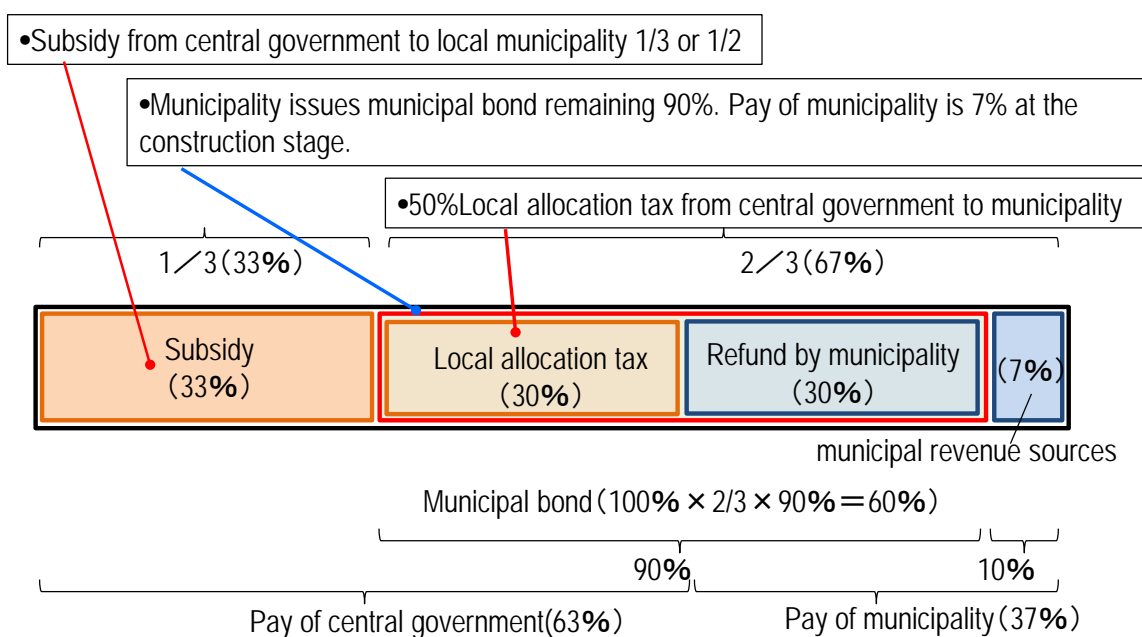 •Subsidy from central government to local municipality 1/3 or 1/2
•Municipality issues municipal bond remaining 90%. Pay of municipality is 7% at the
construction stage.
•50%Local allocation tax from central government to municipality
1／3(33%)
2／3(67%)
Subsidy
(33%)
Local allocation tax
(30%)
Refund by municipality
(30%)
(7%)
municipal revenue sources
Municipal bond(100%×2/3×90%＝60%)
90%
10%
Pay of central government(63%)
Pay of municipality(37%)